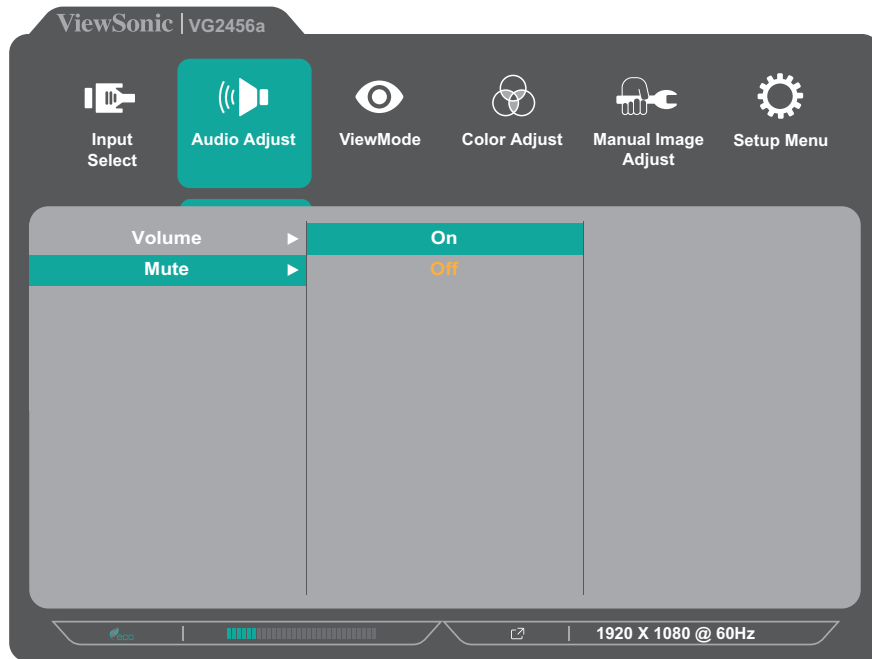 ViewSonic | VG2456a
Input Select
Audio Adjust
ViewMode
Color Adjust
Manual Image Adjust
Setup Menu
Volume
On
Mute
Off
eco
1920 X 1080 @ 60Hz